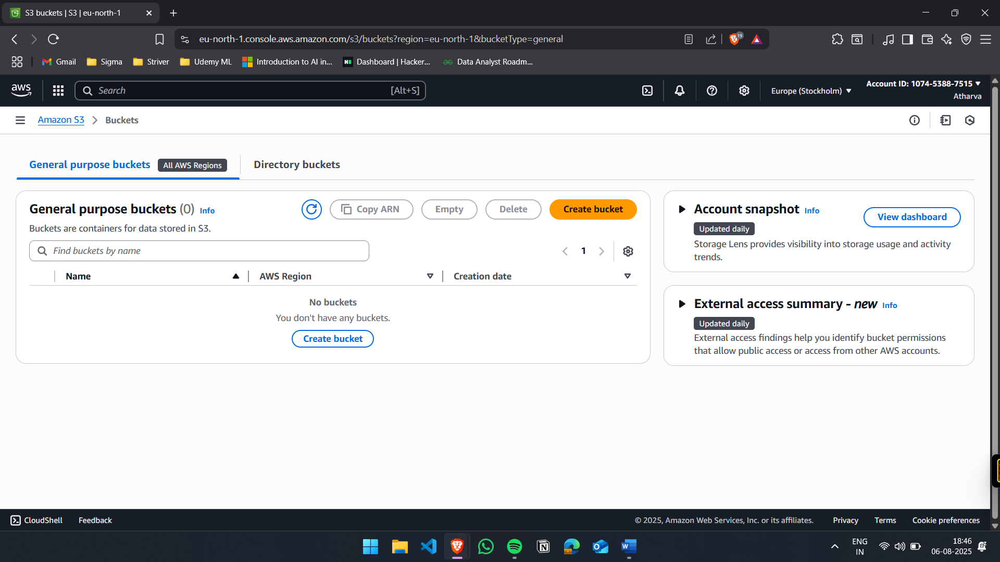 S3 buckets | S3 | eu-north-1
eu-north-1.console.aws.amazon.com/s3/buckets?region=eu-north-1&bucketType=general
19
Gmail
Sigma
Striver
Udemy ML
Introduction to AI in...
Dashboard | Hacker...
Data Analyst Roadm...
aws
Search
[Alt+S]
Europe (Stockholm)
Account ID: 1074-5388-7515
Atharva
Amazon S3
Buckets
General purpose buckets
All AWS Regions
Directory buckets
General purpose buckets (0) Info
Copy ARN
Empty
Delete
Create bucket
Buckets are containers for data stored in S3.
Find buckets by name
1
Name
AWS Region
Creation date
No buckets
You don't have any buckets.
Create bucket
Account snapshot Info
View dashboard
Updated daily
Storage Lens provides visibility into storage usage and activity
trends.
External access summary - new Info
Updated daily
External access findings help you identify bucket permissions
that allow public access or access from other AWS accounts.
CloudShell
Feedback
© 2025, Amazon Web Services, Inc. or its affiliates.
Privacy
Terms
Cookie preferences
ENG
IN
18:46
06-08-2025